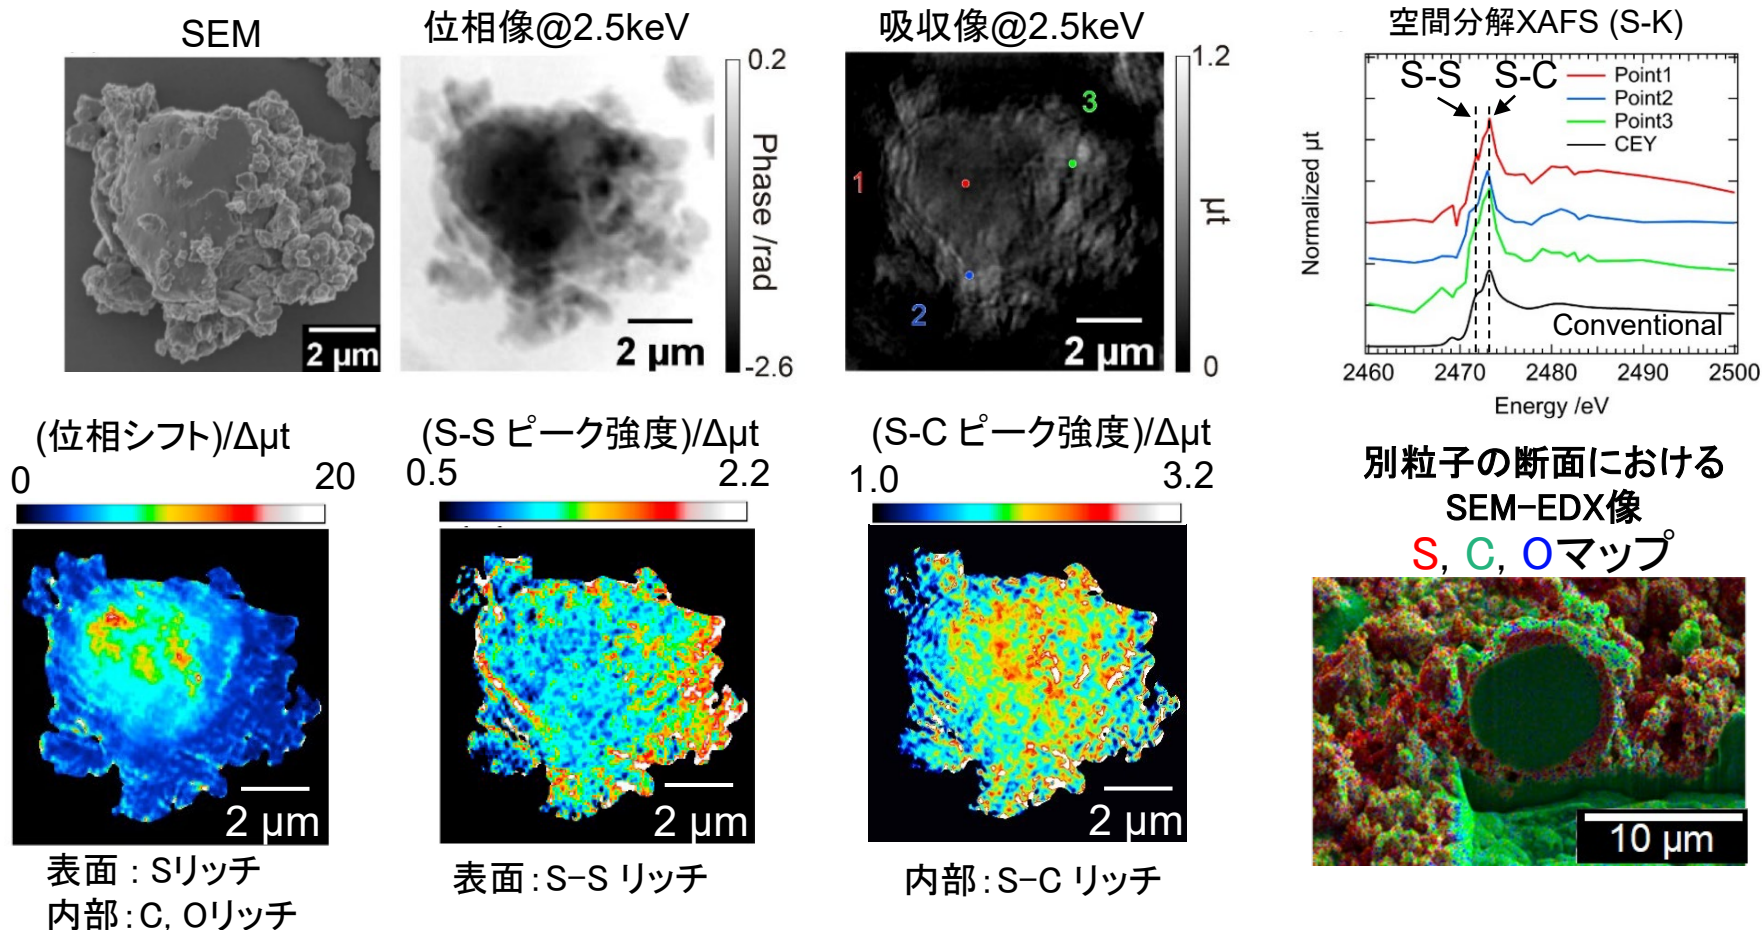 SEM
位相像@2.5keV
吸収像@2.5keV
空間分解XAFS (S-K)
2 µm
0.2
Phase /rad
-2.6
2 µm
1
2
3
1.2
µt
0
2 µm
S-S
S-C
Point1
Point2
Point3
CEY
Conventional
Normalized µt
2460
2470
2480
2490
2500
Energy /eV
(位相シフト)/Δµt
0
20
2 µm
表面：Sリッチ
内部：C, Oリッチ
(S-S ピーク強度)/Δµt
0.5
2.2
2 µm
表面：S-S リッチ
(S-C ピーク強度)/Δµt
1.0
3.2
2 µm
内部：S-C リッチ
別粒子の断面における
SEM-EDX像
S, C, Oマップ
10 µm